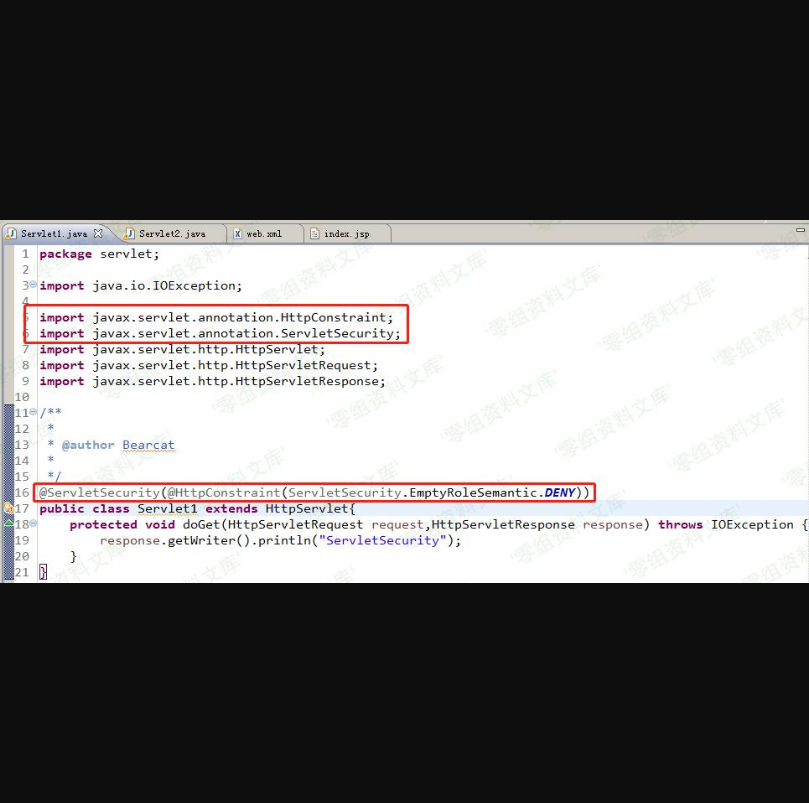 Servlet1.java Servlet2.java web.xml index.jsp
1 package servlet;
2
3 import java.io.IOException;
4
5 import javax.servlet.annotation.HttpConstraint;
6 import javax.servlet.annotation.ServletSecurity;
7 import javax.servlet.http.HttpServlet;
8 import javax.servlet.http.HttpServletRequest;
9 import javax.servlet.http.HttpServletResponse;
10
11 /**
12 *
13 * @author Bearcat
14 *
15 */
16 @ServletSecurity(@HttpConstraint(ServletSecurity.EmptyRoleSemantic.DENY))
17 public class Servlet1 extends HttpServlet{
18 protected void doGet(HttpServletRequest request,HttpServletResponse response) throws IOException {
19 response.getWriter().println("ServletSecurity");
20 }
21 }
零组资料文库